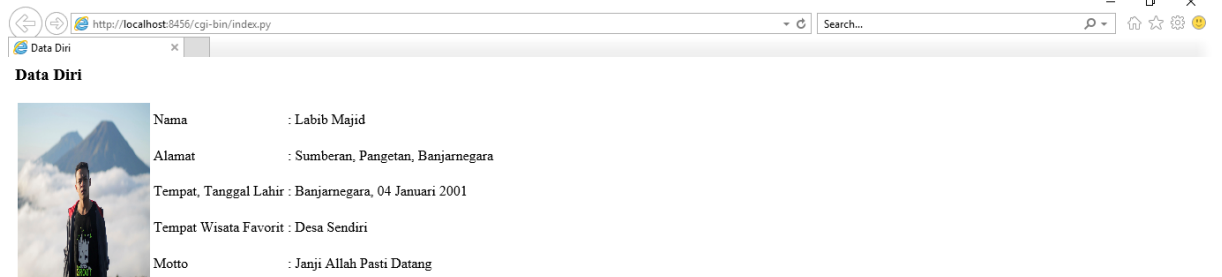 http://localhost:8456/cgi-bin/index.py
Search...
Data Diri
Data Diri
Nama : Labib Majid
Alamat : Sumberan, Pangetan, Banjarnegara
Tempat, Tanggal Lahir : Banjarnegara, 04 Januari 2001
Tempat Wisata Favorit : Desa Sendiri
Motto : Janji Allah Pasti Datang